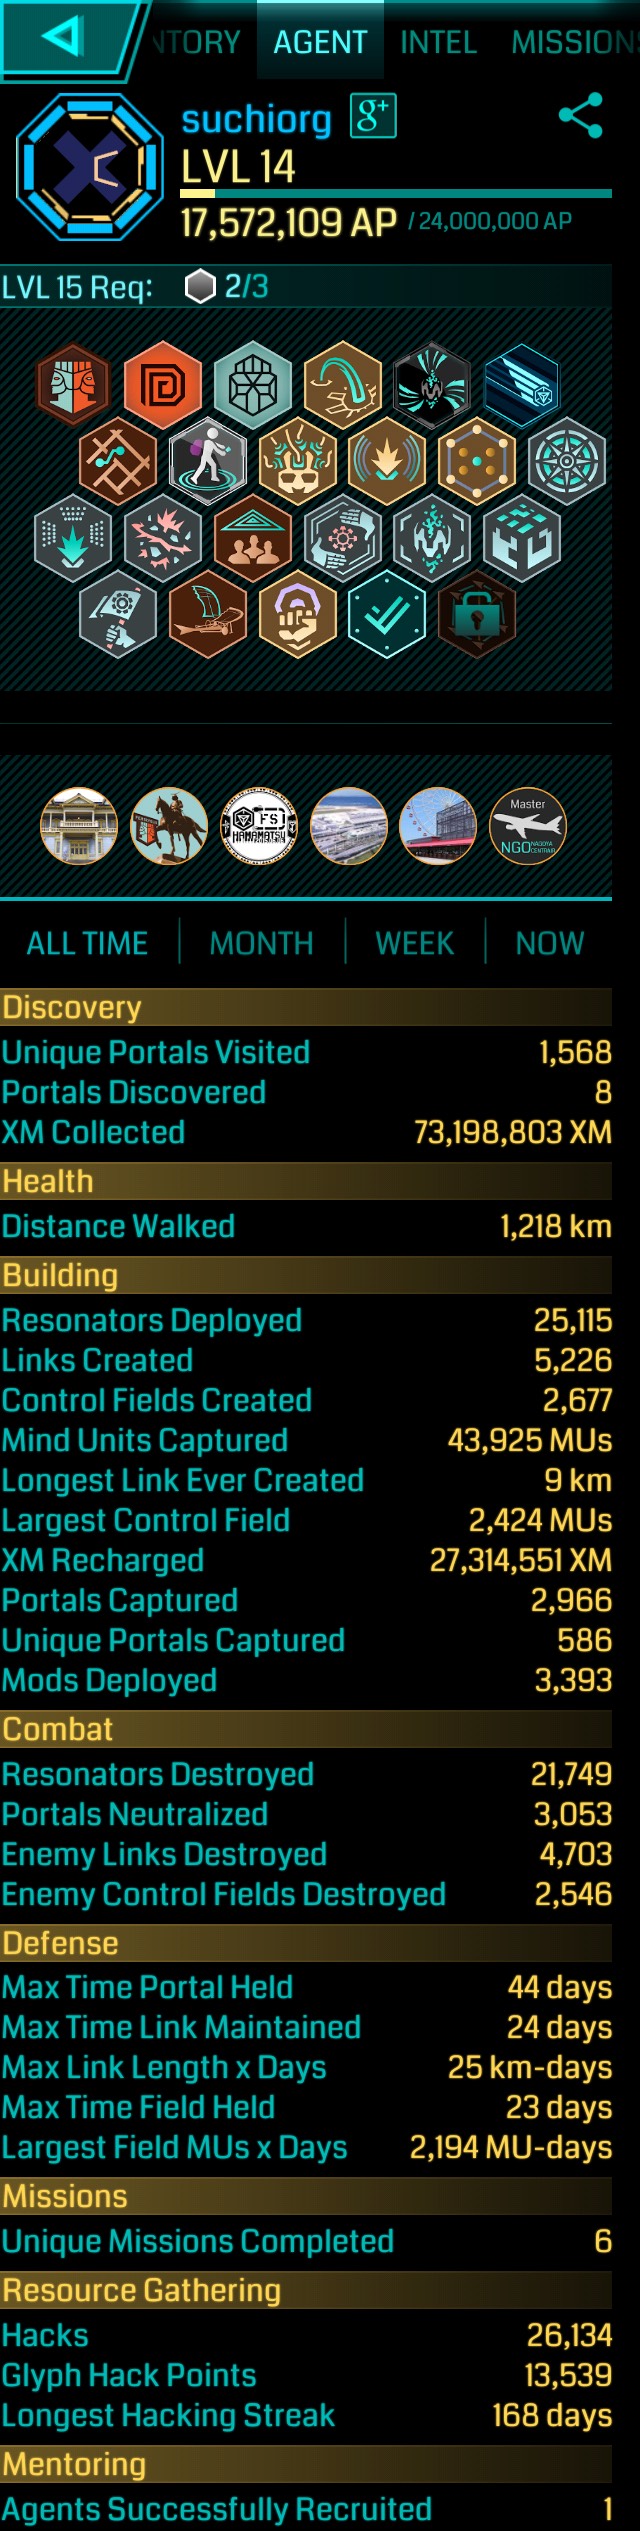 NTORY AGENT INTEL MISSIONS
suchiorg g+
LVL 14
17,572,109 AP / 24,000,000 AP
LVL 15 Req: 2/3
FS
HAMAMATSU
Master
NGO NAGOYA CENTRAIR
ALL TIME MONTH WEEK NOW
Discovery
Unique Portals Visited 1,568
Portals Discovered 8
XM Collected 73,198,803 XM
Health
Distance Walked 1,218 km
Building
Resonators Deployed 25,115
Links Created 5,226
Control Fields Created 2,677
Mind Units Captured 43,925 MUs
Longest Link Ever Created 9 km
Largest Control Field 2,424 MUs
XM Recharged 27,314,551 XM
Portals Captured 2,966
Unique Portals Captured 586
Mods Deployed 3,393
Combat
Resonators Destroyed 21,749
Portals Neutralized 3,053
Enemy Links Destroyed 4,703
Enemy Control Fields Destroyed 2,546
Defense
Max Time Portal Held 44 days
Max Time Link Maintained 24 days
Max Link Length x Days 25 km-days
Max Time Field Held 23 days
Largest Field MUs x Days 2,194 MU-days
Missions
Unique Missions Completed 6
Resource Gathering
Hacks 26,134
Glyph Hack Points 13,539
Longest Hacking Streak 168 days
Mentoring
Agents Successfully Recruited 1